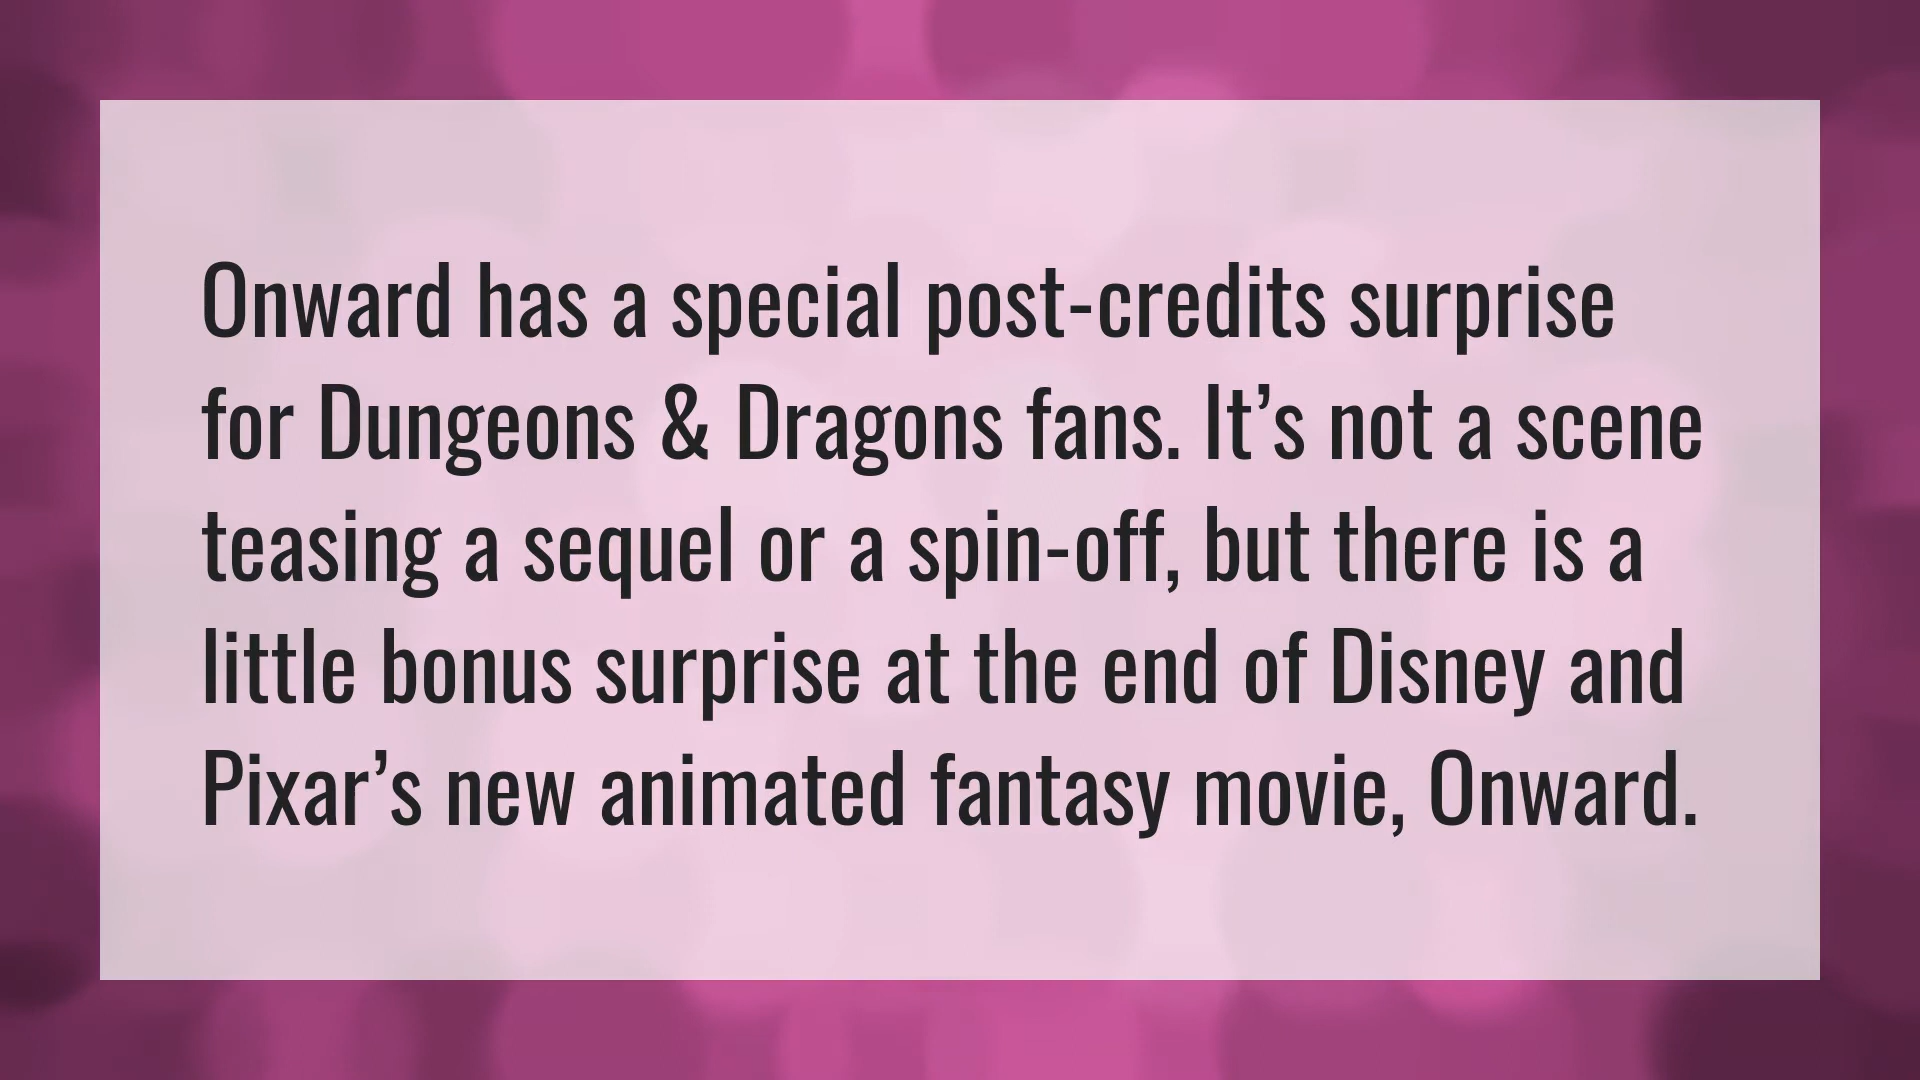 Onward has a special post-credits surprise
for Dungeons & Dragons fans. It’s not a scene
teasing a sequel or a spin-off, but there is a
little bonus surprise at the end of Disney and
Pixar’s new animated fantasy movie, Onward.